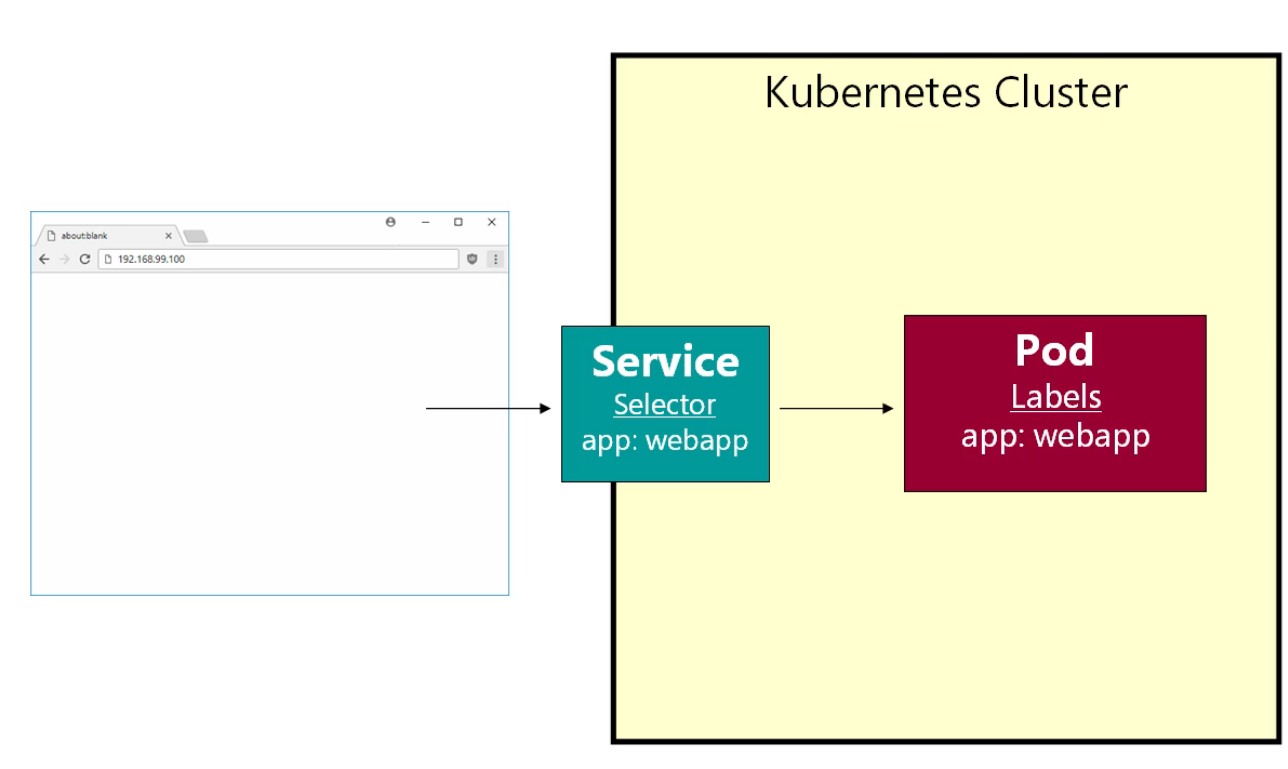 Kubernetes Cluster
about:blank
192.168.99.100
Service
Selector
app: webapp
Pod
Labels
app: webapp